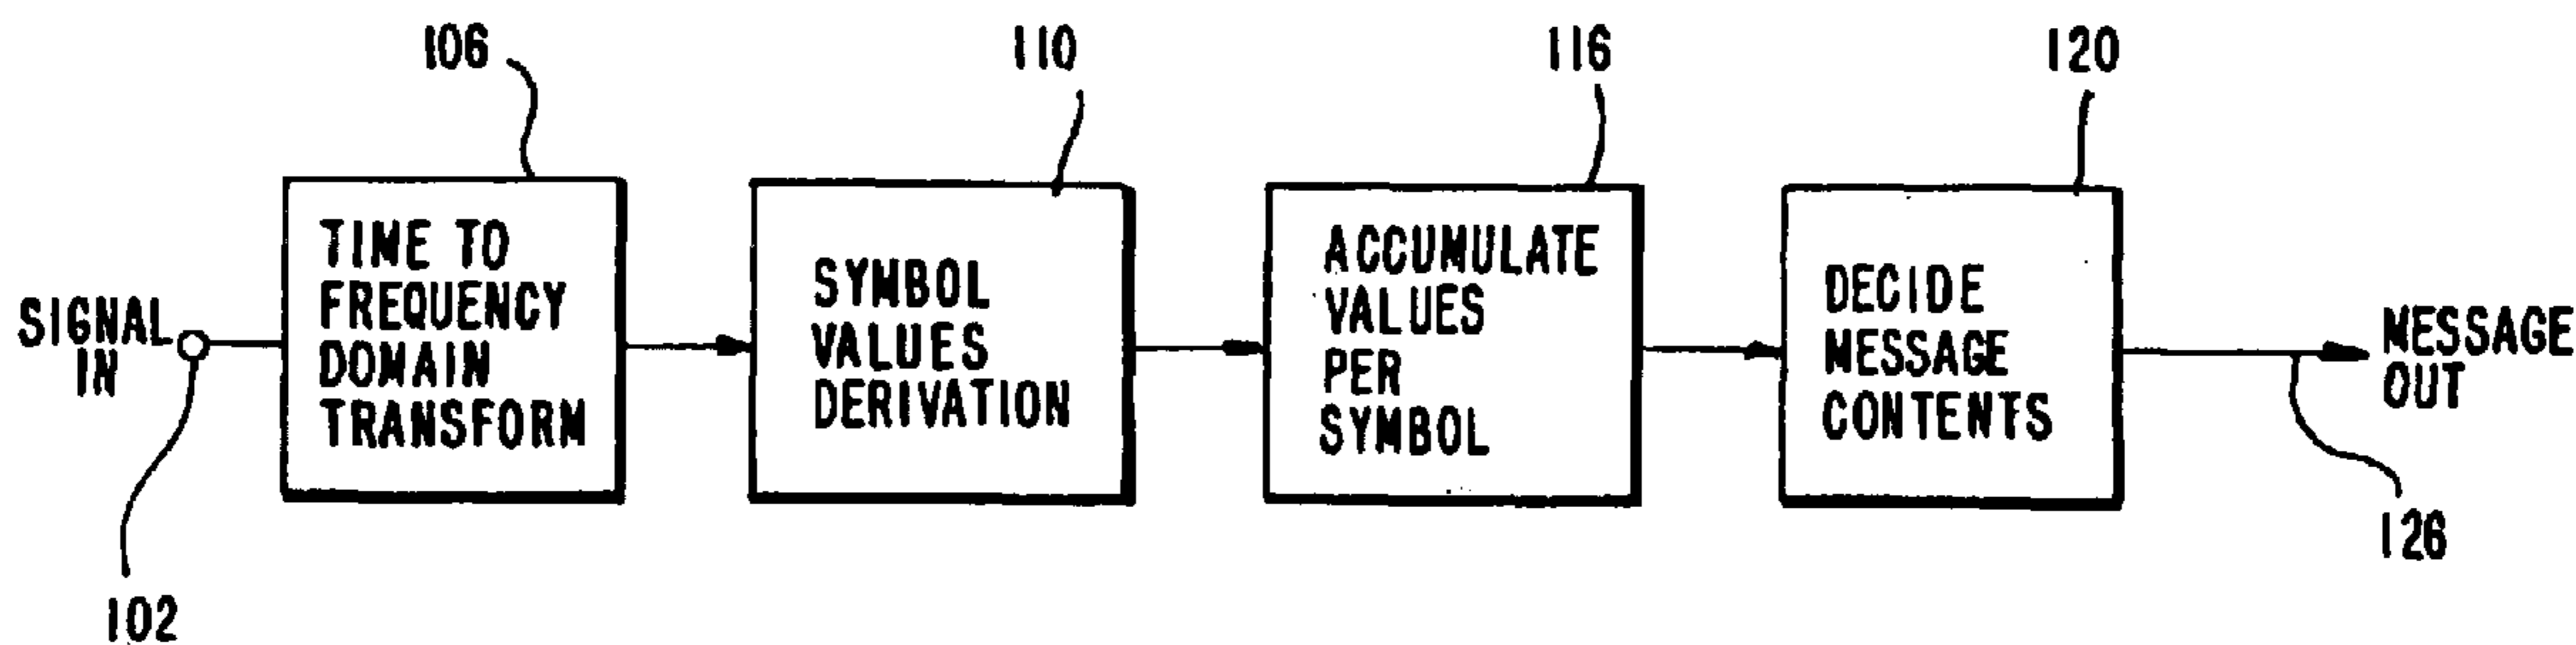 106
110
116
120
SIGNAL
IN
TIME TO
FREQUENCY
DOMAIN
TRANSFORM
SYMBOL
VALUES
DERIVATION
ACCUMULATE
VALUES
PER
SYMBOL
DECIDE
MESSAGE
CONTENTS
MESSAGE
OUT
102
126